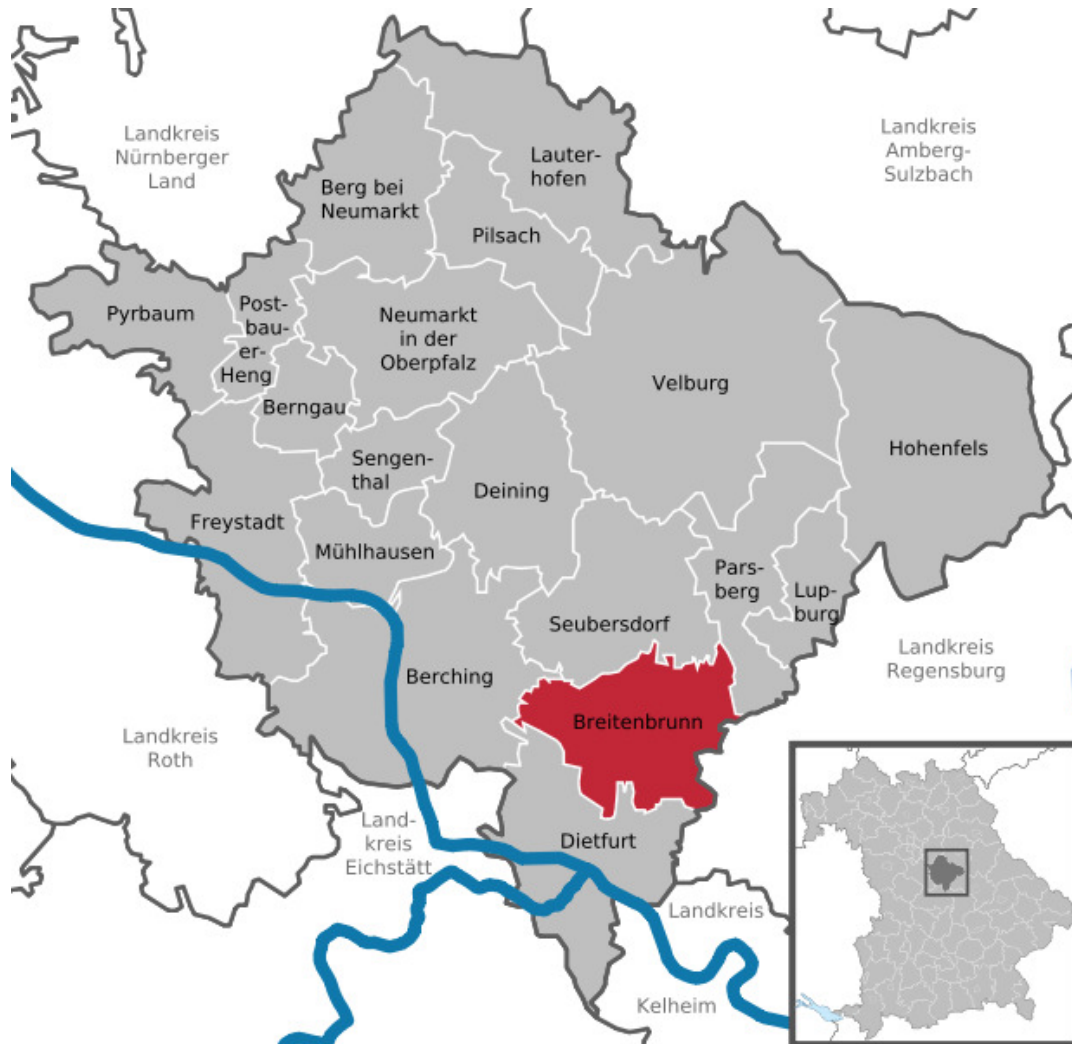 Landkreis
Nürnberger
Land
Landkreis
Amberg-
Sulzbach
Lauter-
hofen
Berg bei
Neumarkt
Pilsach
Pyrbaum
Post-
bau-
er-
Heng
Neumarkt
in der
Oberpfalz
Velburg
Berngau
Hohenfels
Sengen-
thal
Deining
Freystadt
Mühlhausen
Pars-
berg
Lup-
burg
Seubersdorf
Landkreis
Regensburg
Berching
Breitenbrunn
Landkreis
Roth
Land-
kreis
Eichstätt
Dietfurt
Landkreis
Kelheim